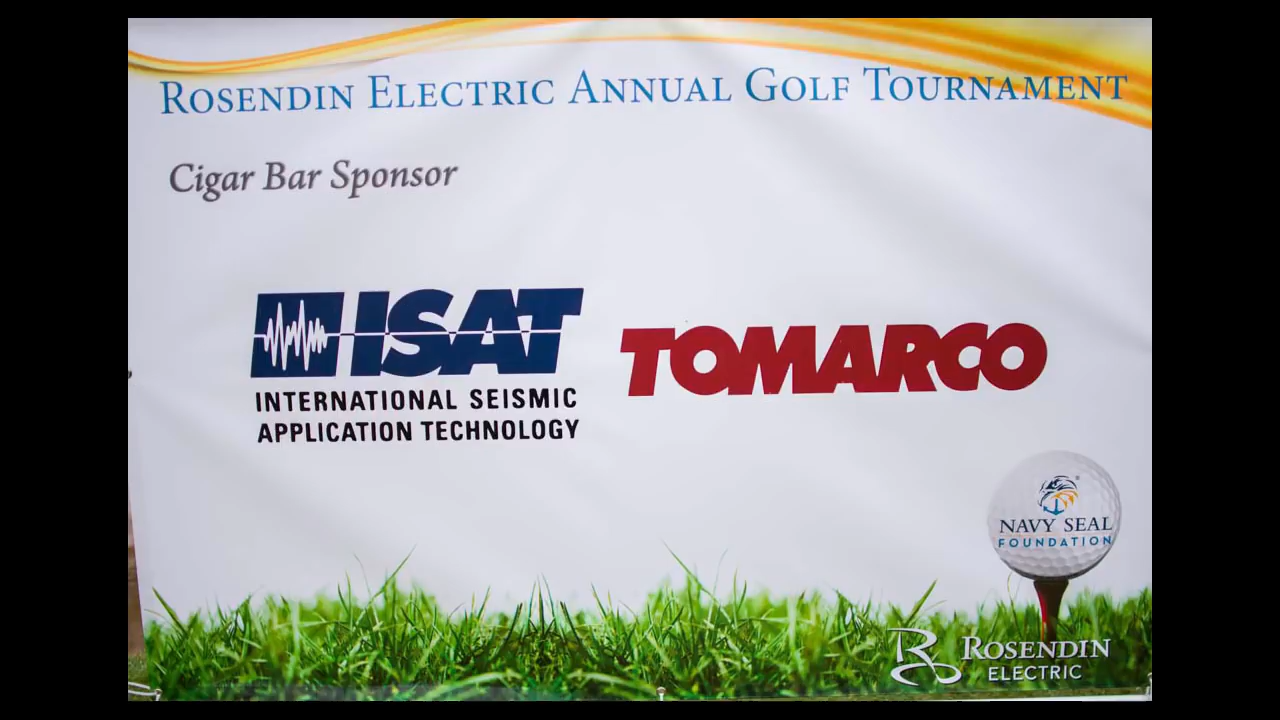 Rosendin Electric Annual Golf Tournament
Cigar Bar Sponsor
ISAT
INTERNATIONAL SEISMIC
APPLICATION TECHNOLOGY
TOMARCO
NAVY SEAL
FOUNDATION
ROSENDIN
ELECTRIC